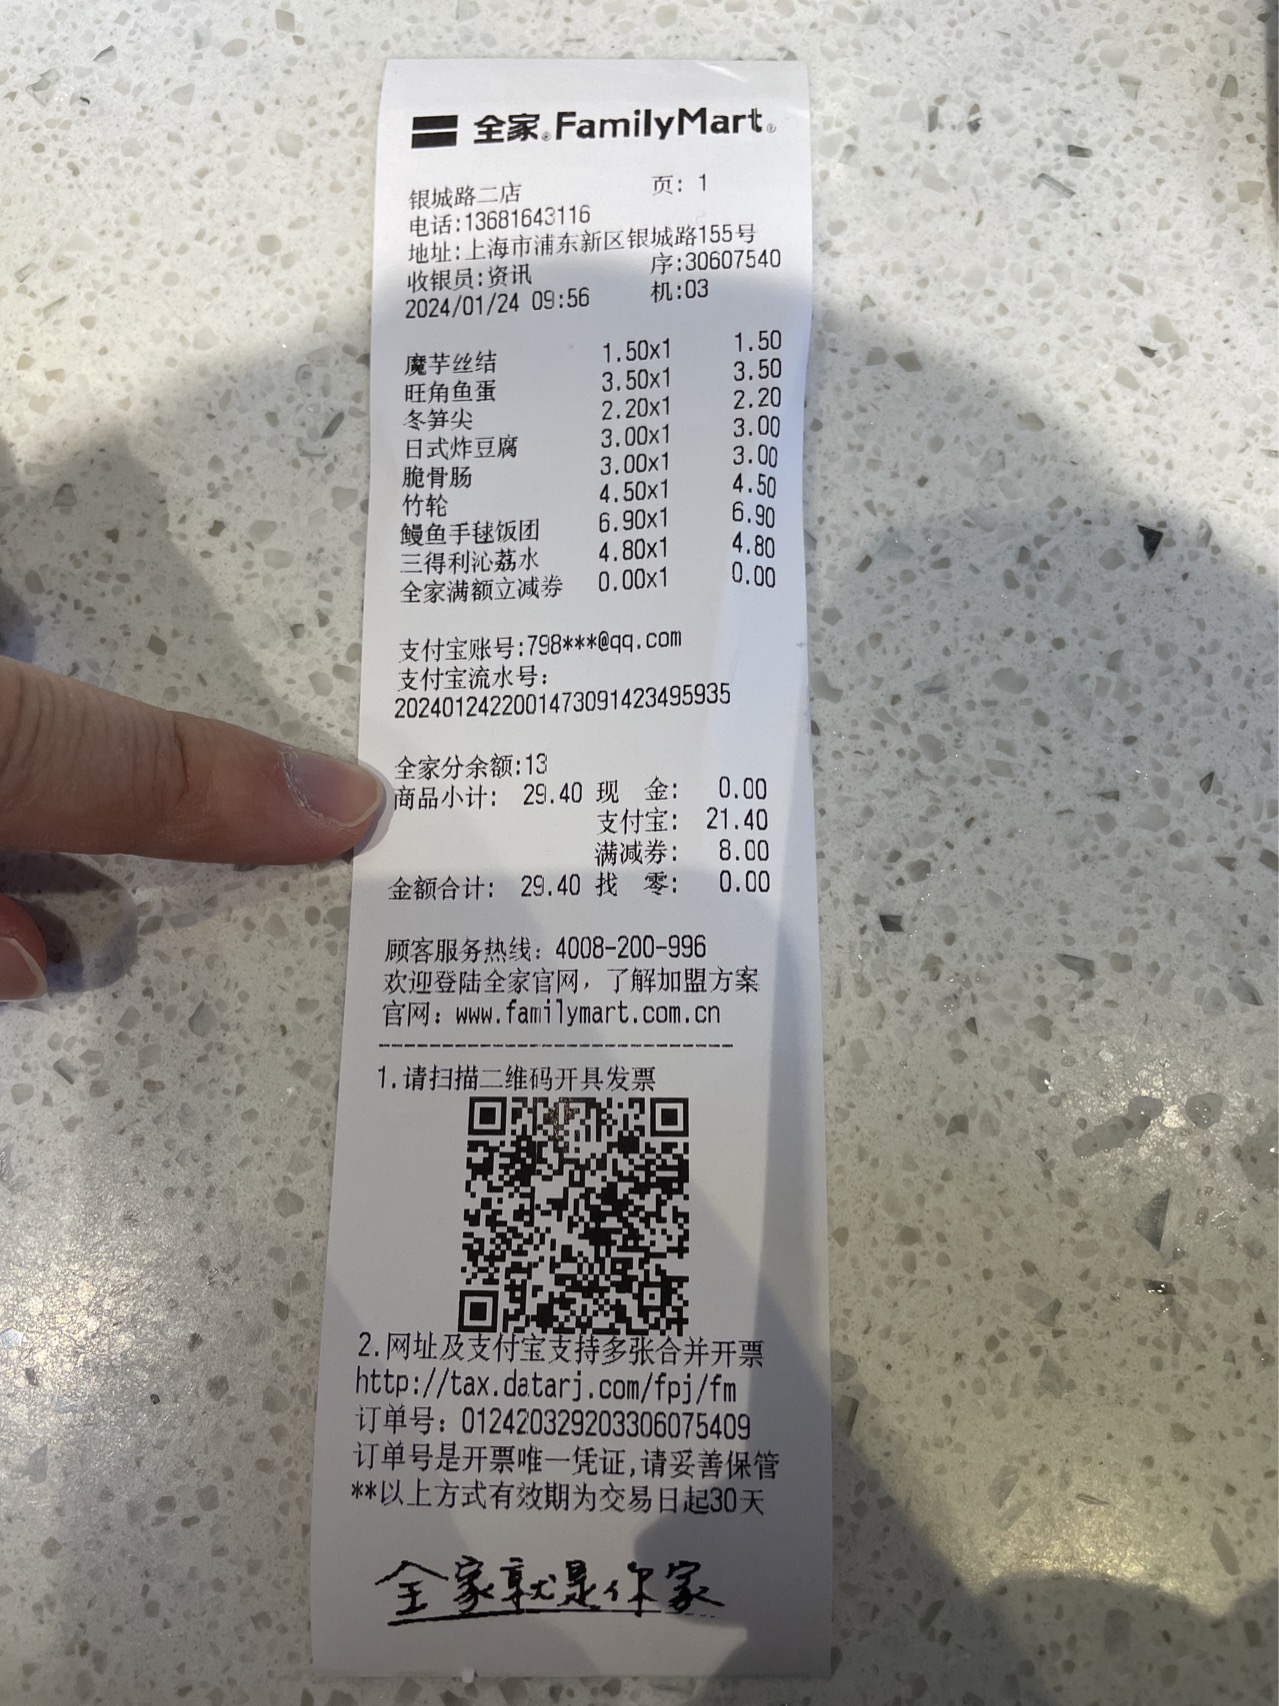 全家 FamilyMart
银城路二店 页: 1
电话:13681643116
地址:上海市浦东新区银城路155号
收银员:资讯 序:30607540
2024/01/24 09:56 机:03
魔芋丝结 1.50x1 1.50
旺角鱼蛋 3.50x1 3.50
冬笋尖 2.20x1 2.20
日式炸豆腐 3.00x1 3.00
脆骨肠 3.00x1 3.00
竹轮 4.50x1 4.50
鳗鱼手毬饭团 6.90x1 6.90
三得利沁荔水 4.80x1 4.80
全家满额立减券 0.00x1 0.00
支付宝账号:798***@qq.com
支付宝流水号:
2024012422001473091423495935
全家分余额:13
商品小计: 29.40 现 金: 0.00
支付宝: 21.40
满减券: 8.00
金额合计: 29.40 找 零: 0.00
顾客服务热线: 4008-200-996
欢迎登陆全家官网，了解加盟方案
官网: www.familymart.com.cn
1.请扫描二维码开具发票
2.网址及支付宝支持多张合并开票
http://tax.datarj.com/fpj/fm
订单号: 012420329203306075409
订单号是开票唯一凭证,请妥善保管
**以上方式有效期为交易日起30天
全家就是你家